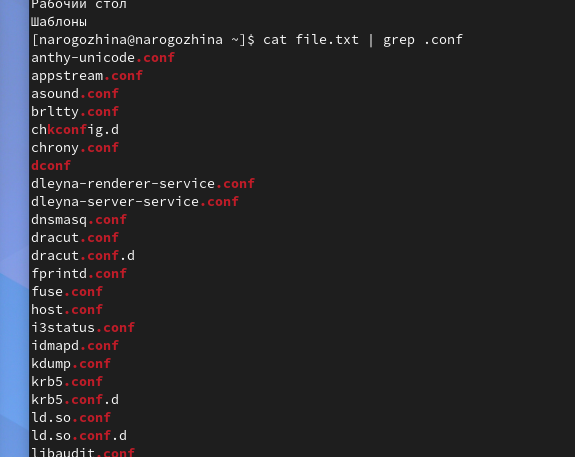 Рабочий стол
Шаблоны
[narogozhina@narogozhina ~]$ cat file.txt | grep .conf
anthy-unicode.conf
appstream.conf
asound.conf
brltty.conf
chkconfig.d
chrony.conf
dconf
dleyna-renderer-service.conf
dleyna-server-service.conf
dnsmasq.conf
dracut.conf
dracut.conf.d
fprintd.conf
fuse.conf
host.conf
i3status.conf
idmapd.conf
kdump.conf
krb5.conf
krb5.conf.d
ld.so.conf
ld.so.conf.d
libaudit.conf